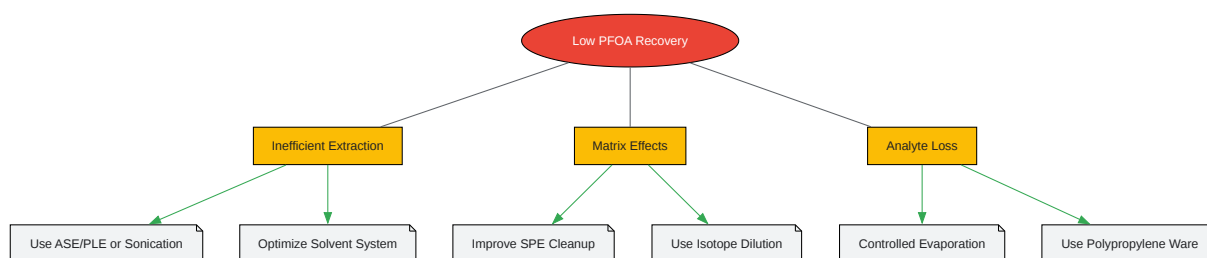 Low PFOA Recovery
Inefficient Extraction
Matrix Effects
Analyte Loss
Use ASE/PLE or Sonication
Optimize Solvent System
Improve SPE Cleanup
Use Isotope Dilution
Controlled Evaporation
Use Polypropylene Ware